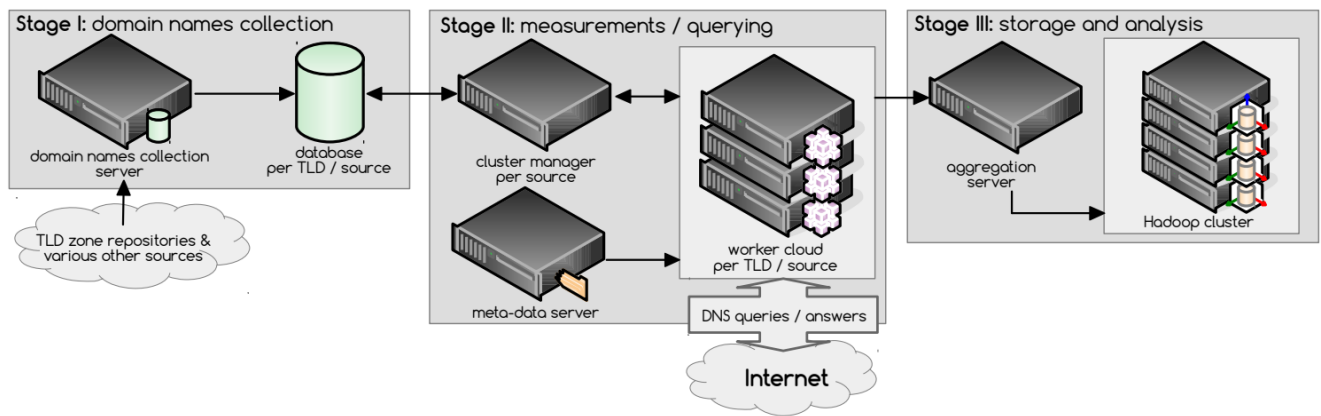 Stage I: domain names collection
domain names collection
server
database
per TLD / source
TLD zone repositories &
various other sources
Stage II: measurements / querying
cluster manager
per source
meta-data server
worker cloud
per TLD / source
DNS queries / answers
Internet
Stage III: storage and analysis
aggregation
server
Hadoop cluster